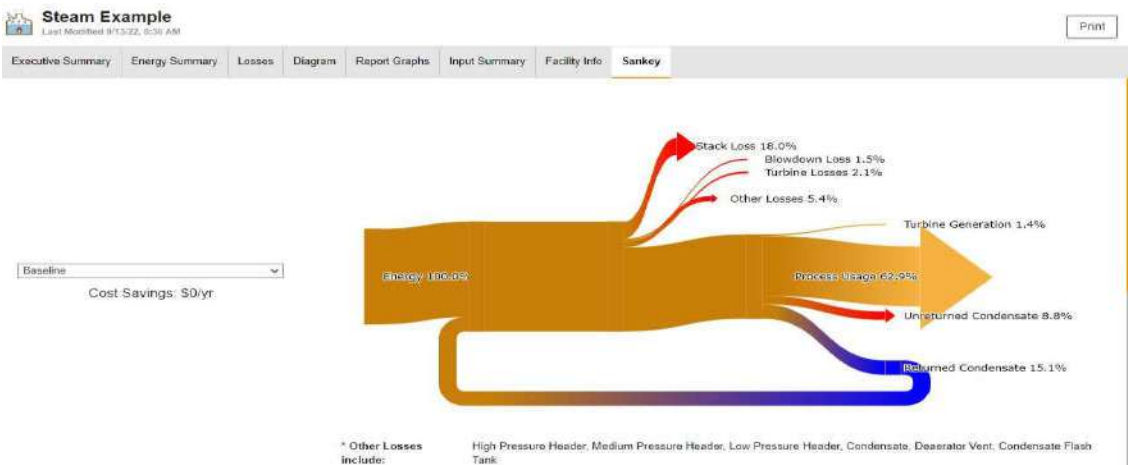 Steam Example
Last Modified 9/13/22, 8:36 AM
Print
Executive Summary Energy Summary Losses Diagram Report Graphs Input Summary Facility Info Sankey
Stack Loss 18.0%
Blowdown Loss 1.5%
Turbine Losses 2.1%
Other Losses 5.4%
Turbine Generation 1.4%
Baseline
Energy 100.0%
Process Usage 62.9%
Cost Savings: $0/yr
Unreturned Condensate 8.8%
Returned Condensate 15.1%
* Other Losses include:
High Pressure Header, Medium Pressure Header, Low Pressure Header, Condensate, Deaerator Vent, Condensate Flash
Tank